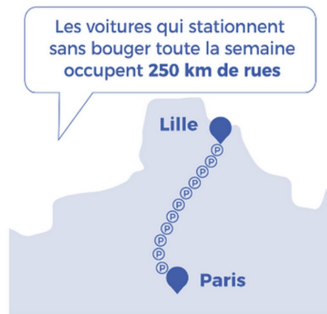 Les voitures qui stationnent
sans bouger toute la semaine
occupent 250 km de rues
Lille
P
P
P
P
P
P
P
P
P
P
P
P
P
Paris